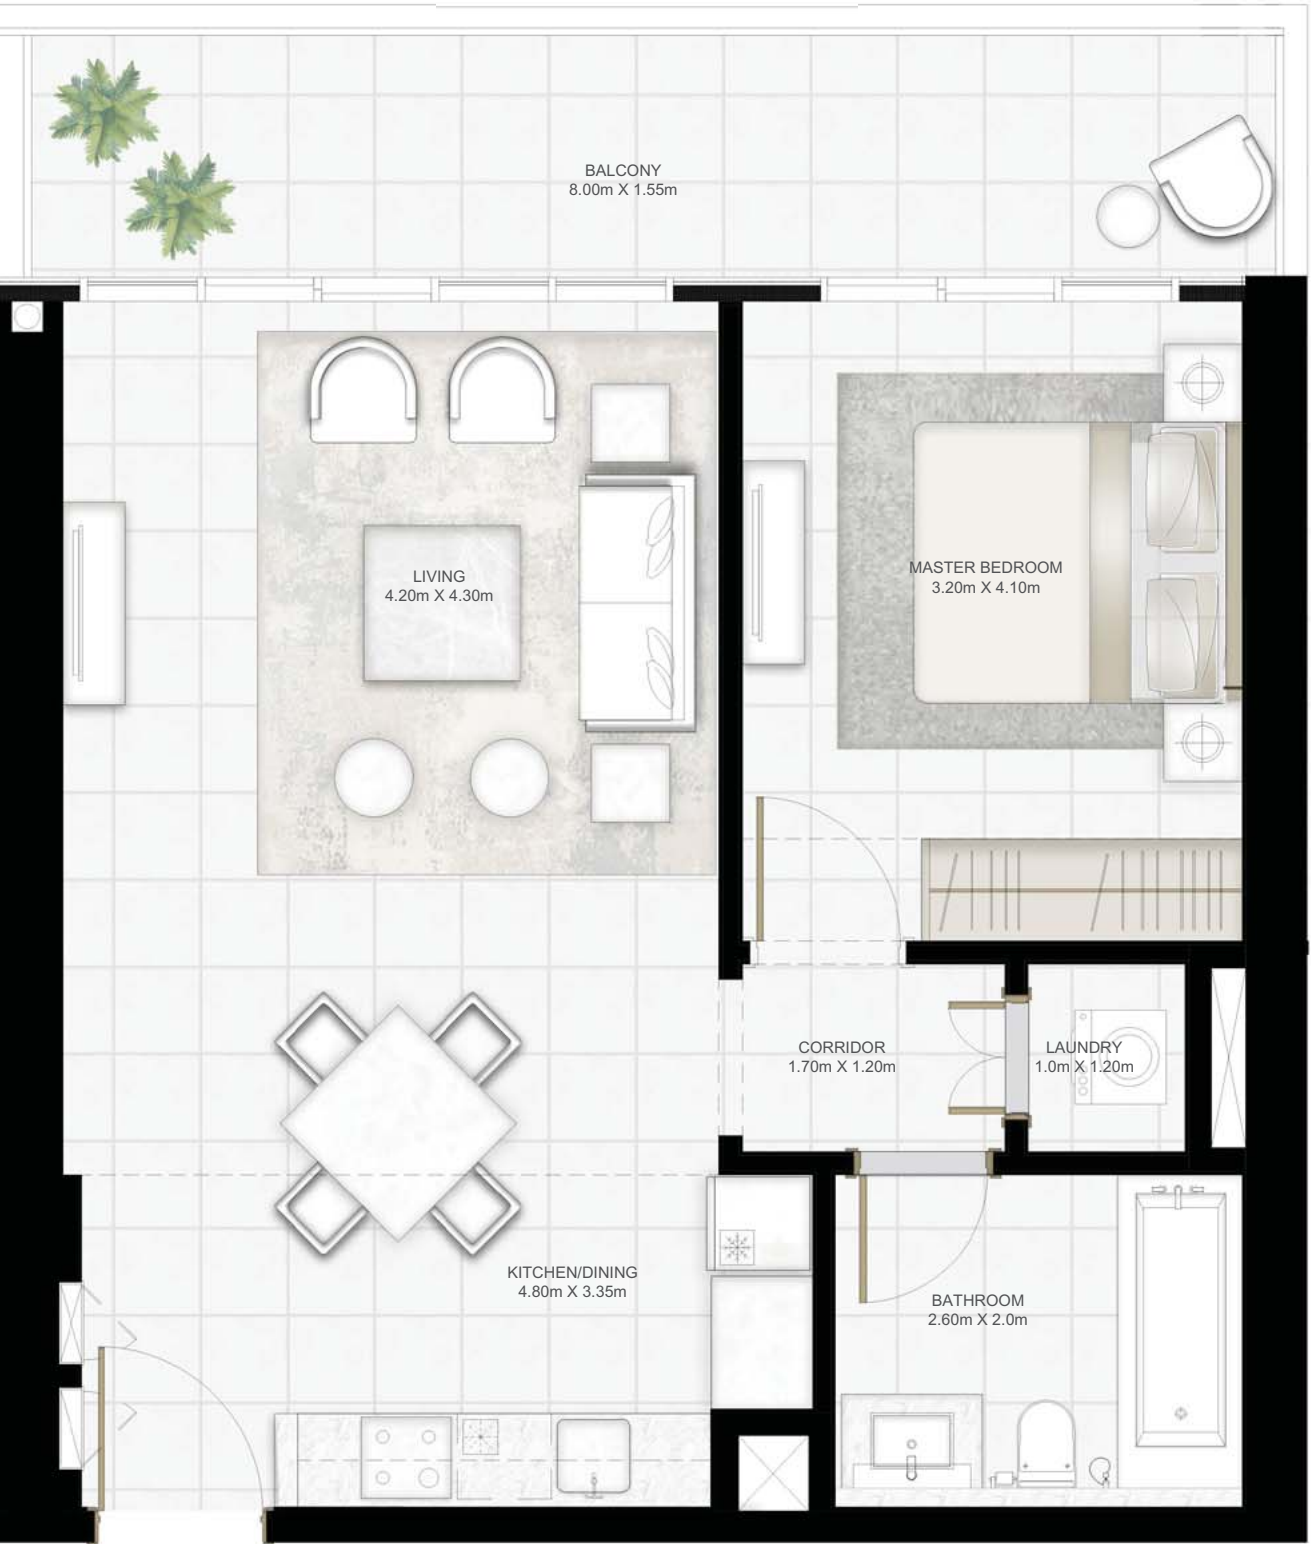 BALCONY
8.00m X 1.55m
LIVING
4.20m X 4.30m
MASTER BEDROOM
3.20m X 4.10m
CORRIDOR
1.70m X 1.20m
LAUNDRY
1.0m X 1.20m
KITCHEN/DINING
4.80m X 3.35m
BATHROOM
2.60m X 2.0m